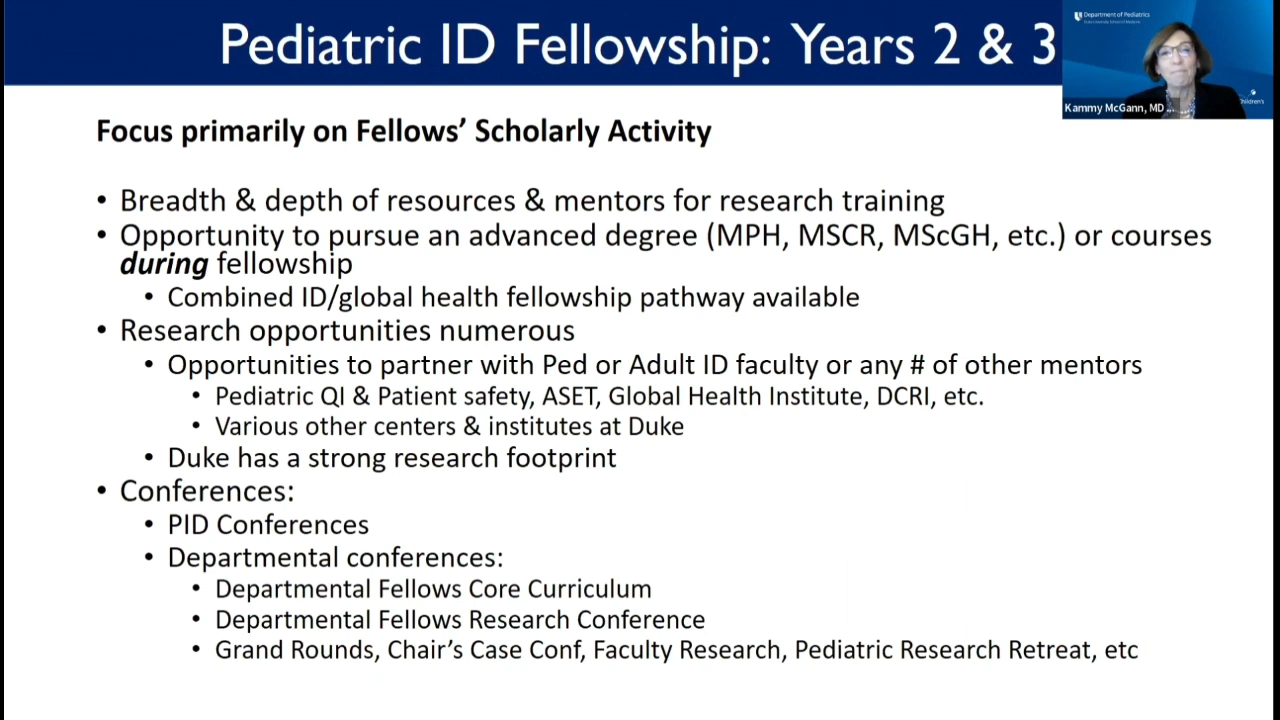 Pediatric ID Fellowship: Years 2 & 3
Department of Pediatrics
Kammy McGann, MD ...
Children's
Focus primarily on Fellows' Scholarly Activity
• Breadth & depth of resources & mentors for research training
• Opportunity to pursue an advanced degree (MPH, MSCR, MScGH, etc.) or courses
during fellowship
• Combined ID/global health fellowship pathway available
• Research opportunities numerous
• Opportunities to partner with Ped or Adult ID faculty or any # of other mentors
• Pediatric QI & Patient safety, ASET, Global Health Institute, DCRI, etc.
• Various other centers & institutes at Duke
• Duke has a strong research footprint
• Conferences:
• PID Conferences
• Departmental conferences:
• Departmental Fellows Core Curriculum
• Departmental Fellows Research Conference
• Grand Rounds, Chair's Case Conf, Faculty Research, Pediatric Research Retreat, etc